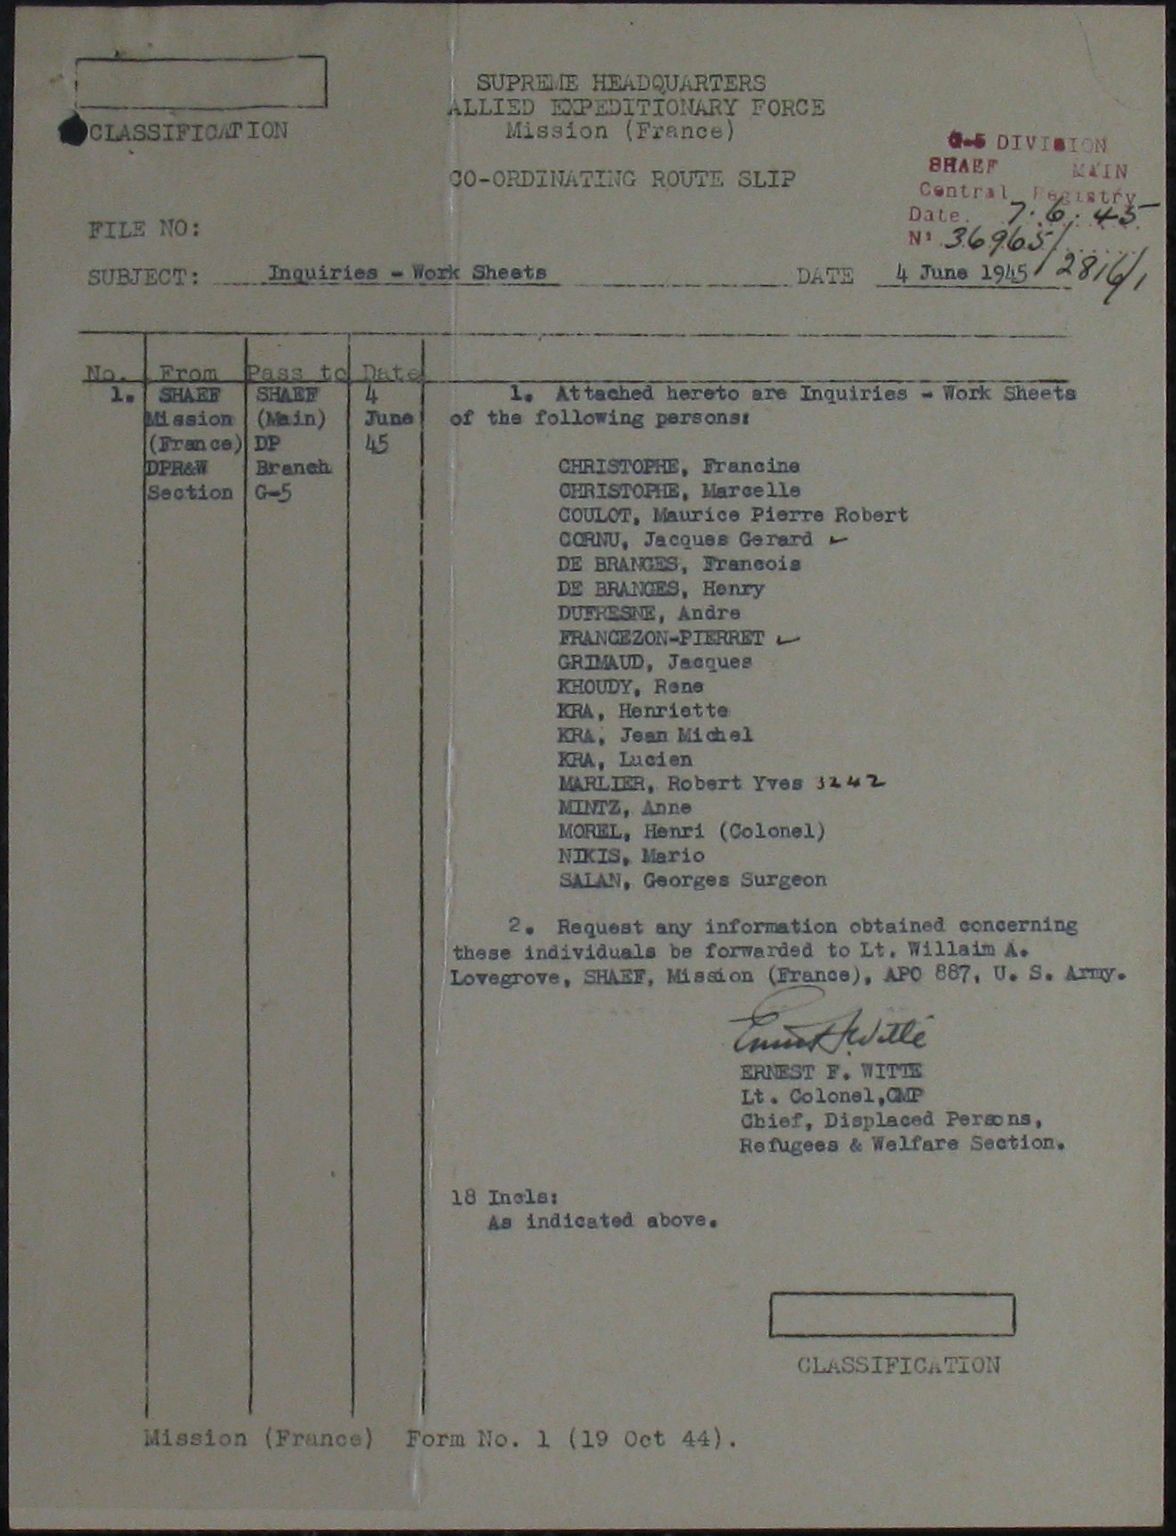 SUPREME HEADQUARTERS
ALLIED EXPEDITIONARY FORCE
Mission (France)
CLASSIFICATION
CO-ORDINATING ROUTE SLIP
G-5 DIVISION
SHAEF MAIN
Central Registry
Date. 7.6.45
N° 36965/2816/1
FILE NO:
SUBJECT: Inquiries - Work Sheets DATE 4 June 1945
No. From Pass to Date
1. SHAEF SHAEF 4
Mission (Main) June
(France) DP 45
DPR&W Branch
Section G-5
1. Attached hereto are Inquiries - Work Sheets
of the following persons:
CHRISTOPHE, Francine
CHRISTOPHE, Marcelle
COULOT, Maurice Pierre Robert
CORNU, Jacques Gerard ✓
DE BRANGES, Francois
DE BRANGES, Henry
DUFRESNE, Andre
FRANCEZON-PIERRET ✓
GRIMAUD, Jacques
KHOUDY, Rene
KRA, Henriette
KRA, Jean Michel
KRA, Lucien
MARLIER, Robert Yves 3242
MINTZ, Anne
MOREL, Henri (Colonel)
NIKIS, Mario
SALAN, Georges Surgeon
2. Request any information obtained concerning
these individuals be forwarded to Lt. Willaim A.
Lovegrove, SHAEF, Mission (France), APO 887, U. S. Army.
Ernest F. Witte
ERNEST F. WITTE
Lt. Colonel,CMP
Chief, Displaced Persons,
Refugees & Welfare Section.
18 Incls:
As indicated above.
CLASSIFICATION
Mission (France) Form No. 1 (19 Oct 44).